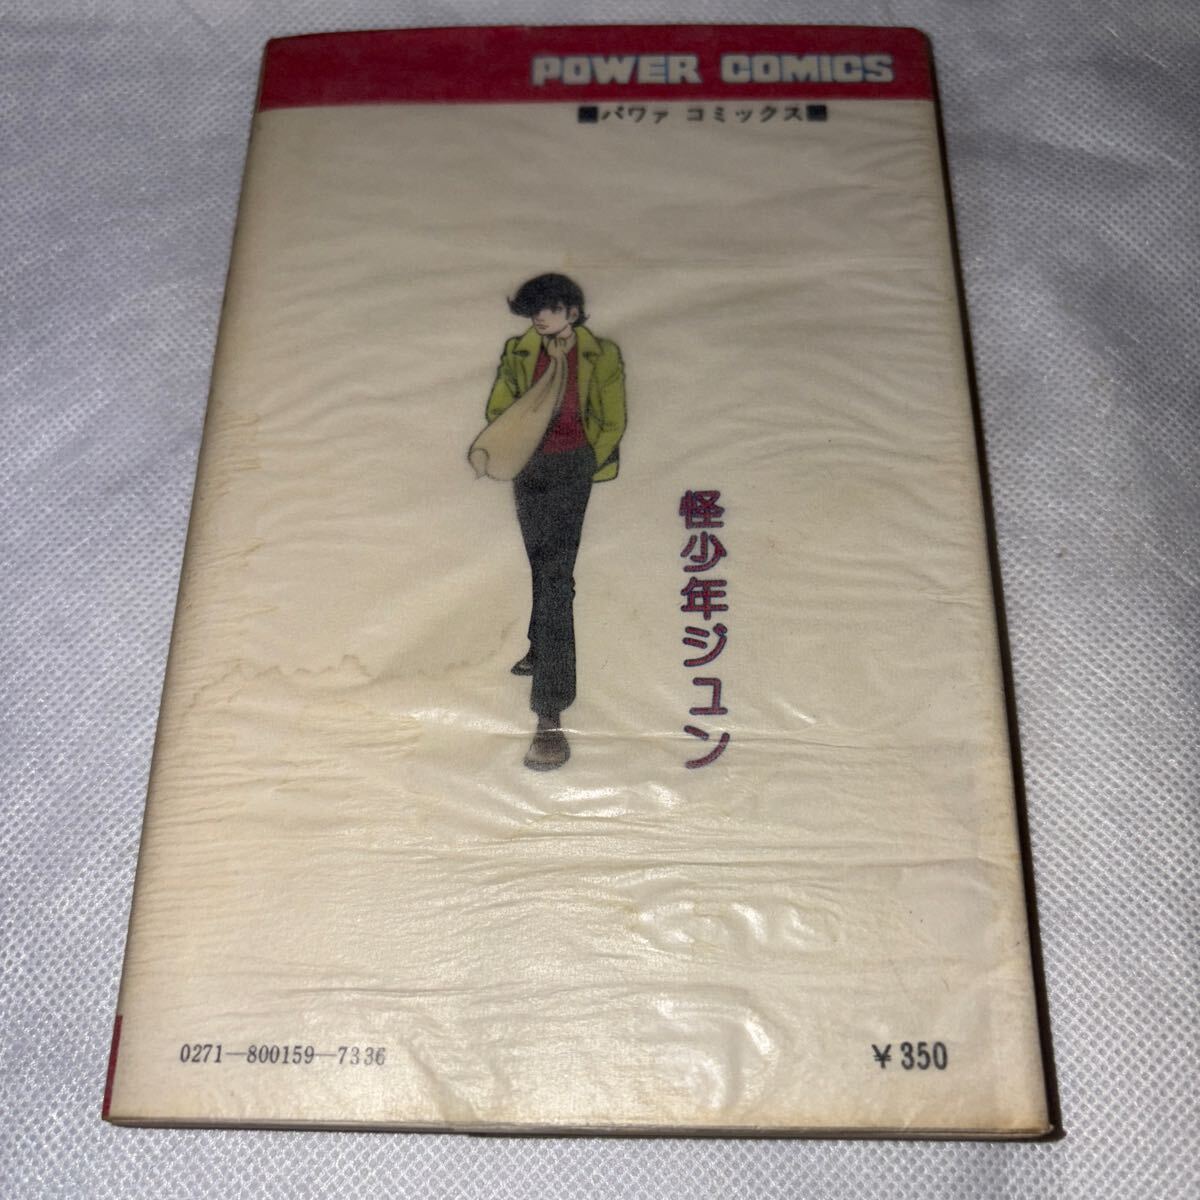 POWER COMICS
■パワァ コミックス■
怪少年ジュン
0271—800159—7336
￥350